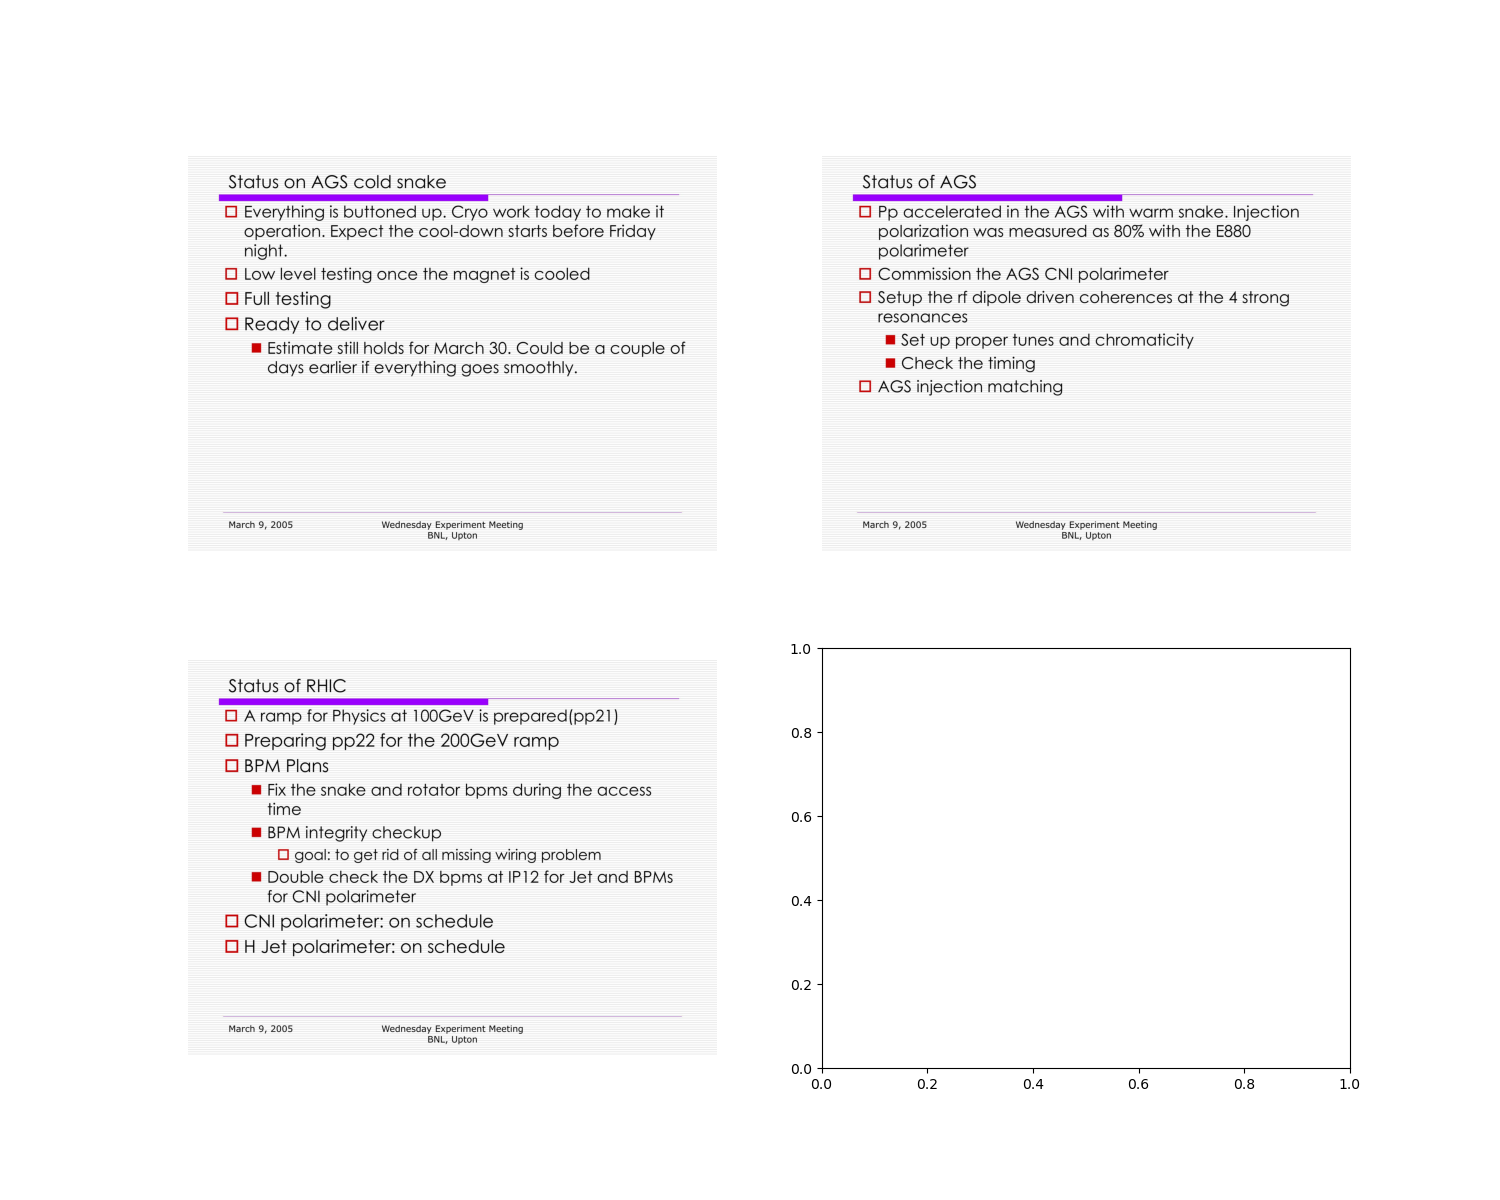 Status on AGS cold snake
Everything is buttoned up. Cryo work today to make it
operation. Expect the cool-down starts before Friday
night.
Low level testing once the magnet is cooled
Full testing
Ready to deliver
Estimate still holds for March 30. Could be a couple of
days earlier if everything goes smoothly.
March 9, 2005
Wednesday Experiment Meeting
BNL, Upton
Status of AGS
Pp accelerated in the AGS with warm snake. Injection
polarization was measured as 80% with the E880
polarimeter
Commission the AGS CNI polarimeter
Setup the rf dipole driven coherences at the 4 strong
resonances
Set up proper tunes and chromaticity
Check the timing
AGS injection matching
March 9, 2005
Wednesday Experiment Meeting
BNL, Upton
Status of RHIC
A ramp for Physics at 100GeV is prepared(pp21)
Preparing pp22 for the 200GeV ramp
BPM Plans
Fix the snake and rotator bpms during the access
time
BPM integrity checkup
goal: to get rid of all missing wiring problem
Double check the DX bpms at IP12 for Jet and BPMs
for CNI polarimeter
CNI polarimeter: on schedule
H Jet polarimeter: on schedule
March 9, 2005
Wednesday Experiment Meeting
BNL, Upton
1.0
0.8
0.6
0.4
0.2
0.0
0.0 0.2 0.4 0.6 0.8 1.0